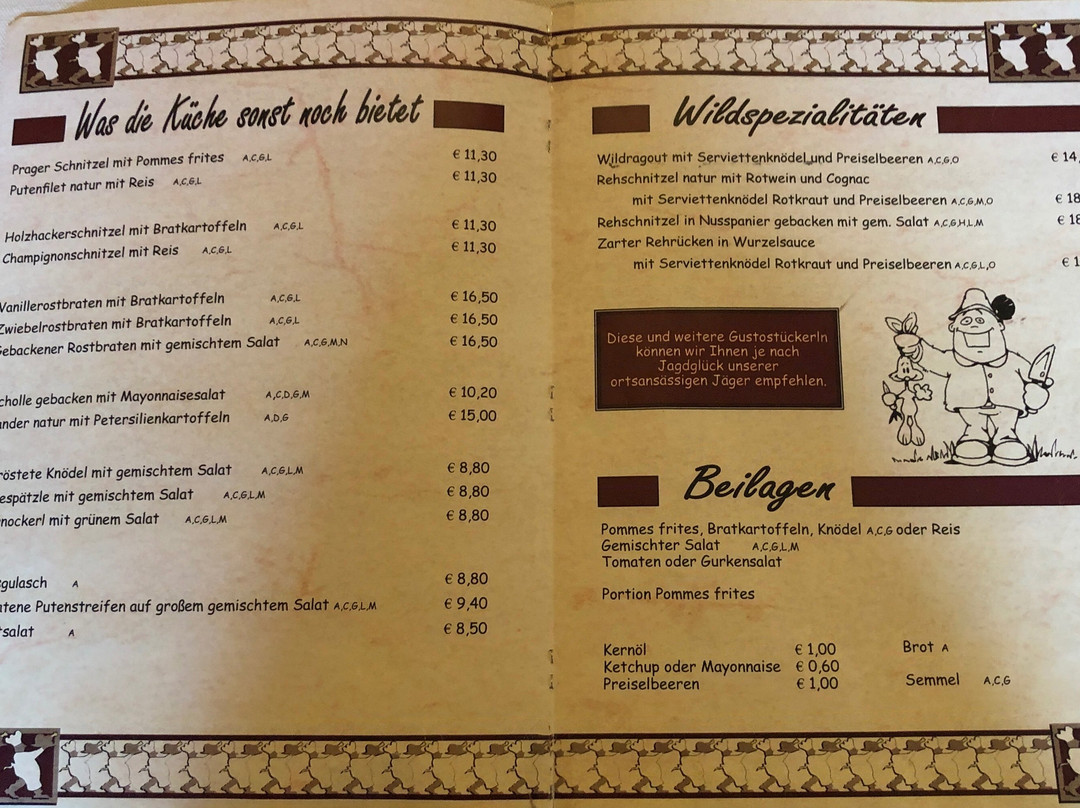 Was die Küche sonst noch bietet
Prager Schnitzel mit Pommes frites A,C,G,L € 11,30
Putenfilet natur mit Reis A,C,G,L € 11,30
Holzhackerschnitzel mit Bratkartoffeln A,C,G,L € 11,30
Champignonschnitzel mit Reis A,C,G,L € 11,30
Vanillerostbraten mit Bratkartoffeln A,C,G,L € 16,50
Zwiebelrostbraten mit Bratkartoffeln A,C,G,L € 16,50
Gebackener Rostbraten mit gemischtem Salat A,C,G,M,N € 16,50
cholle gebacken mit Mayonnaisesalat A,C,D,G,M € 10,20
ander natur mit Petersilienkartoffeln A,D,G € 15,00
röstete Knödel mit gemischtem Salat A,C,G,L,M € 8,80
espätzle mit gemischtem Salat A,C,G,L,M € 8,80
nockerl mit grünem Salat A,C,G,L,M € 8,80
gulasch A € 8,80
atene Putenstreifen auf großem gemischtem Salat A,C,G,L,M € 9,40
tsalat A € 8,50
Wildspezialitäten
Wildragout mit Serviettenknödel und Preiselbeeren A,C,G,O € 14,
Rehschnitzel natur mit Rotwein und Cognac
mit Serviettenknödel Rotkraut und Preiselbeeren A,C,G,M,O € 18
Rehschnitzel in Nusspanier gebacken mit gem. Salat A,C,G,H,L,M € 18
Zarter Rehrücken in Wurzelsauce
mit Serviettenknödel Rotkraut und Preiselbeeren A,C,G,L,O € 1
Diese und weitere Gustostückerln
können wir Ihnen je nach
Jagdglück unserer
ortsansässigen Jäger empfehlen.
Beilagen
Pommes frites, Bratkartoffeln, Knödel A,C,G oder Reis
Gemischter Salat A,C,G,L,M
Tomaten oder Gurkensalat
Portion Pommes frites
Kernöl € 1,00 Brot A
Ketchup oder Mayonnaise € 0,60
Preiselbeeren € 1,00 Semmel A,C,G